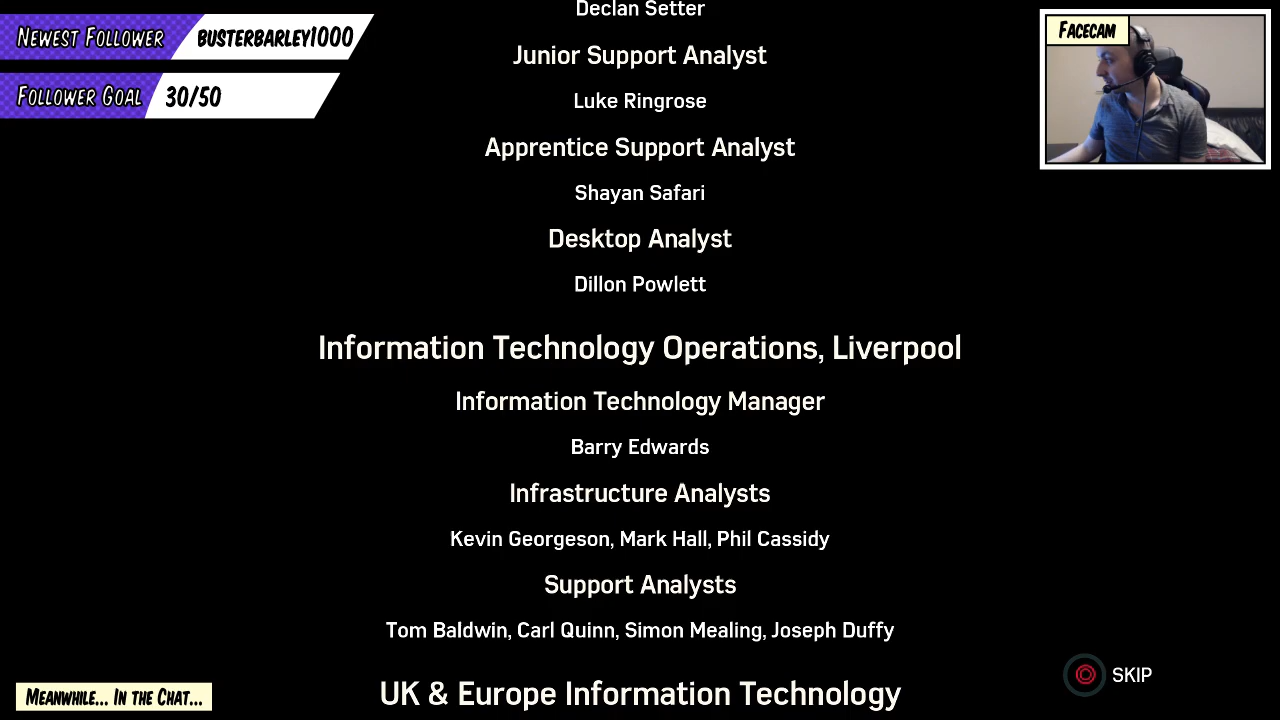 Newest Follower
busterbarley1000
Follower Goal
30/50
Facecam
Declan Setter
Junior Support Analyst
Luke Ringrose
Apprentice Support Analyst
Shayan Safari
Desktop Analyst
Dillon Powlett
Information Technology Operations, Liverpool
Information Technology Manager
Barry Edwards
Infrastructure Analysts
Kevin Georgeson, Mark Hall, Phil Cassidy
Support Analysts
Tom Baldwin, Carl Quinn, Simon Mealing, Joseph Duffy
UK & Europe Information Technology
SKIP
Meanwhile... In the Chat...